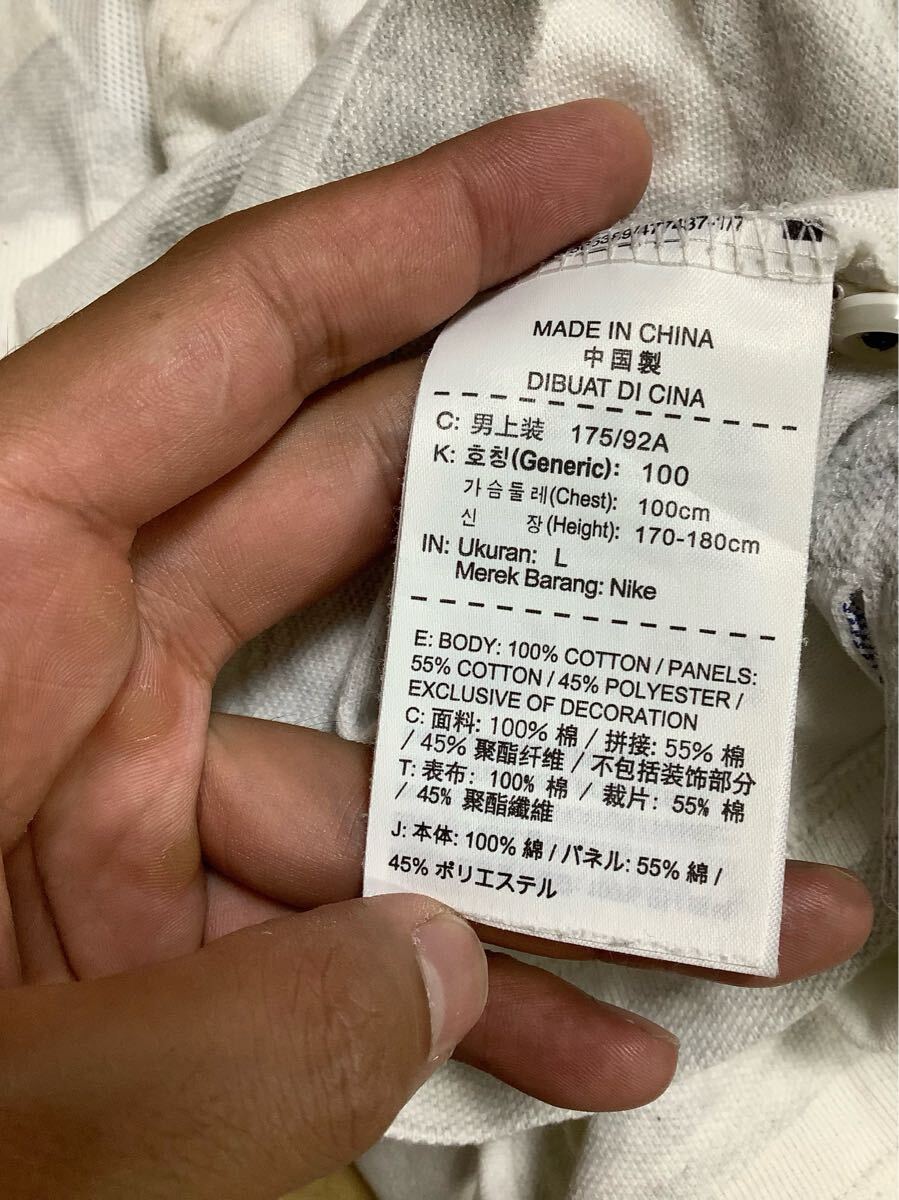 MADE IN CHINA
中国製
DIBUAT DI CINA
C: 男上装 175/92A
K: 호칭(Generic): 100
가슴둘레(Chest): 100cm
신 장(Height): 170-180cm
IN: Ukuran: L
Merek Barang: Nike
E: BODY: 100% COTTON / PANELS:
55% COTTON / 45% POLYESTER /
EXCLUSIVE OF DECORATION
C: 面料: 100% 棉 / 拼接: 55% 棉
/ 45% 聚酯纤维 / 不包括装饰部分
T: 表布: 100% 棉 / 裁片: 55% 棉
/ 45% 聚酯纖維
J: 本体: 100% 綿 / パネル: 55% 綿 /
45% ポリエステル